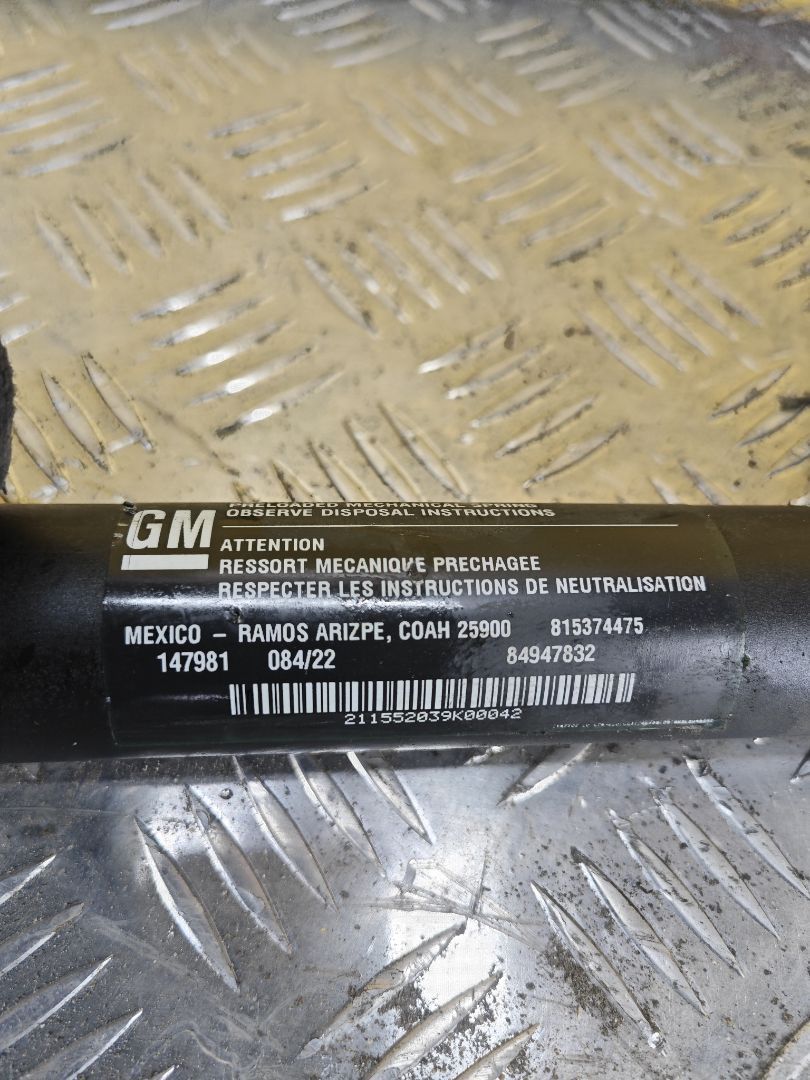 PRELOADED MECHANICAL SPRING
OBSERVE DISPOSAL INSTRUCTIONS
GM
ATTENTION
RESSORT MECANIQUE PRECHAGEE
RESPECTER LES INSTRUCTIONS DE NEUTRALISATION
MEXICO – RAMOS ARIZPE, COAH 25900 815374475
147981 084/22 84947832
211552039K00042